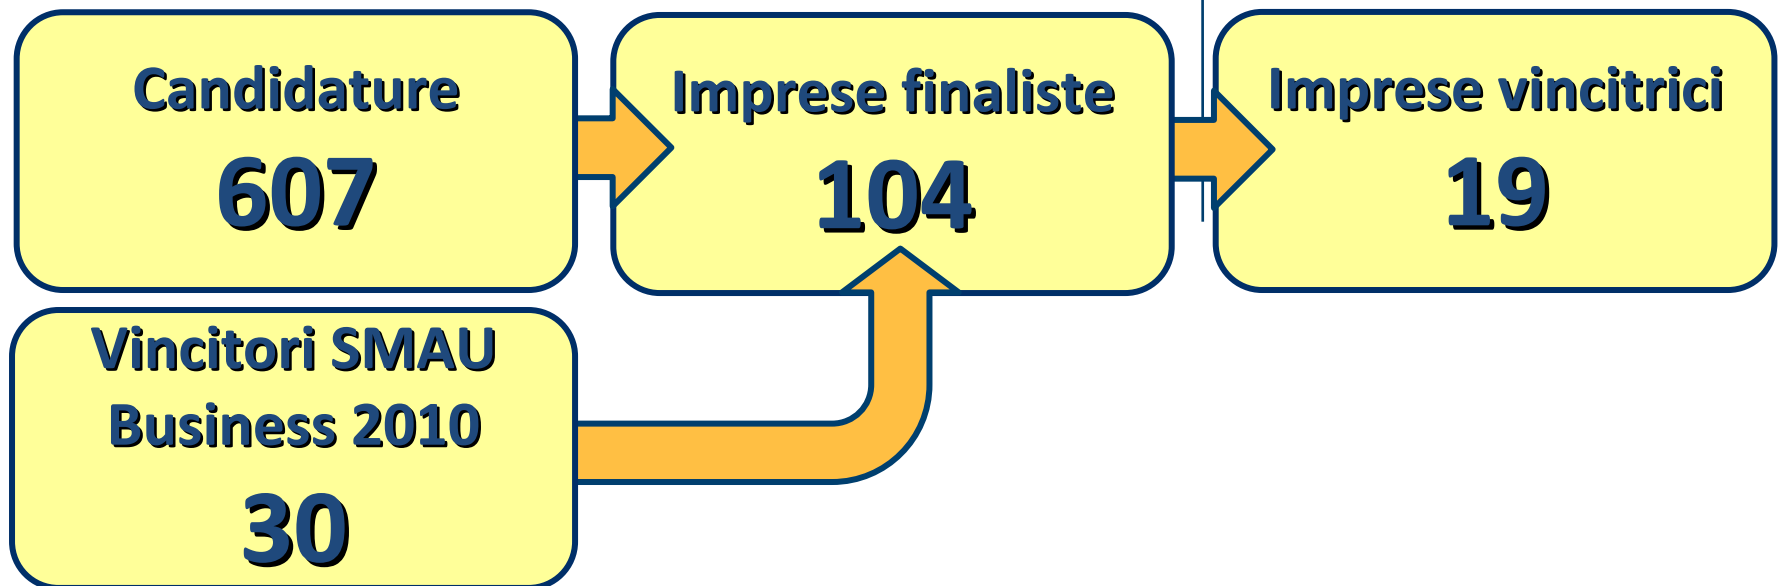 Candidature
607
Imprese finaliste
104
Imprese vincitrici
19
Vincitori SMAU
Business 2010
30